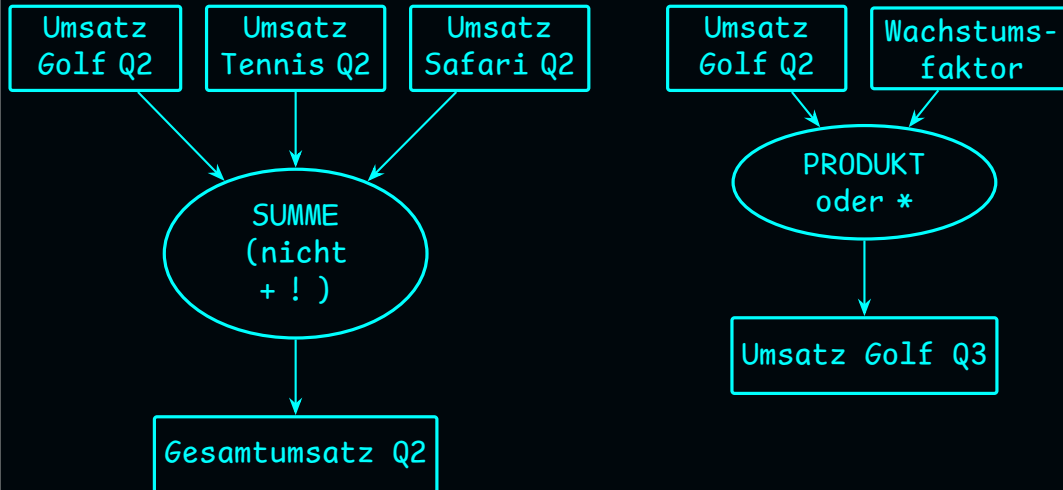 Umsatz
Golf Q2
Umsatz
Tennis Q2
Umsatz
Safari Q2
SUMME
(nicht
+ ! )
Gesamtumsatz Q2
Umsatz
Golf Q2
Wachstums-
faktor
PRODUKT
oder *
Umsatz Golf Q3